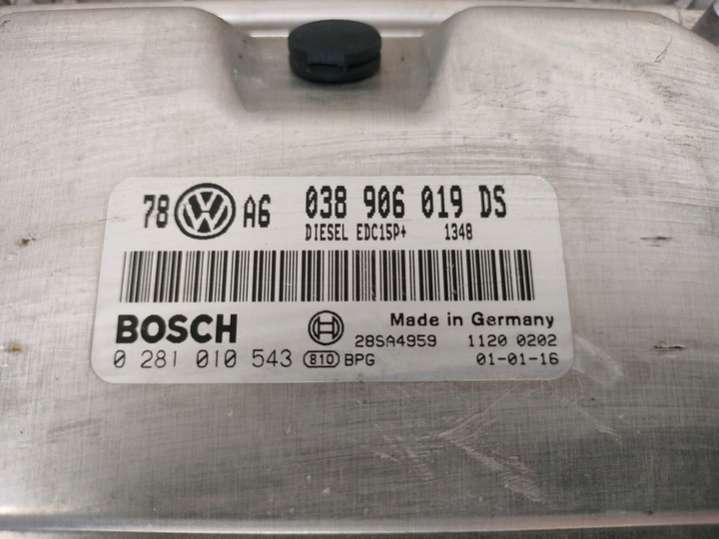 78 VW A6 038 906 019 DS
DIESEL EDC15P+ 1348
BOSCH Made in Germany
28SA4959 1120 0202
0 281 010 543 810 BPG 01-01-16